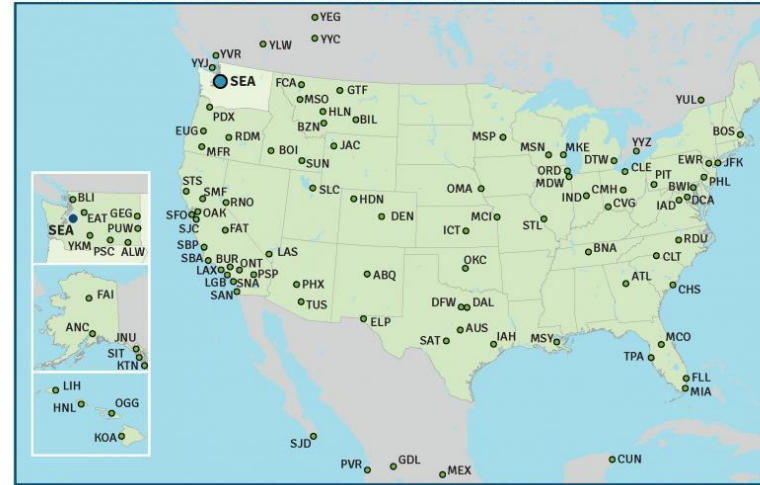 YEG
YYC
YLW
YVR
YYJ
SEA
FCA
GTF
MSO
HLN
BZN
BIL
PDX
EUG
RDM
MFR
BOI
JAC
SUN
MSP
MSN
MKE
ORD
MDW
DTW
YYZ
YUL
BOS
CLE
PIT
EWR
JFK
PHL
BWI
DCA
IAD
CMH
IND
CVG
STS
SMF
RNO
SFO
OAK
SJC
FAT
SLC
HDN
DEN
OMA
MCI
ICT
STL
BNA
RDU
CLT
ATL
CHS
SBP
SBA
BUR
ONT
LAX
PSP
LGB
SNA
SAN
LAS
PHX
TUS
ABQ
ELP
OKC
DFW
DAL
AUS
SAT
IAH
MSY
MCO
TPA
FLL
MIA
SJD
PVR
GDL
MEX
CUN
BLI
EAT
GEG
SEA
PUW
YKM
PSC
ALW
FAI
ANC
JNU
SIT
KTN
LIH
HNL
OGG
KOA